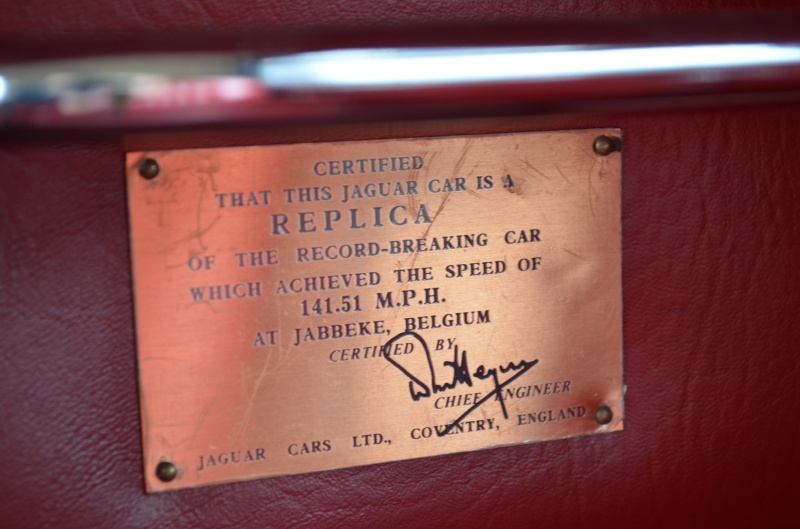 CERTIFIED
THAT THIS JAGUAR CAR IS A
REPLICA
OF THE RECORD-BREAKING CAR
WHICH ACHIEVED THE SPEED OF
141.51 M.P.H.
AT JABBEKE, BELGIUM
CERTIFIED BY
CHIEF ENGINEER
JAGUAR CARS LTD., COVENTRY, ENGLAND